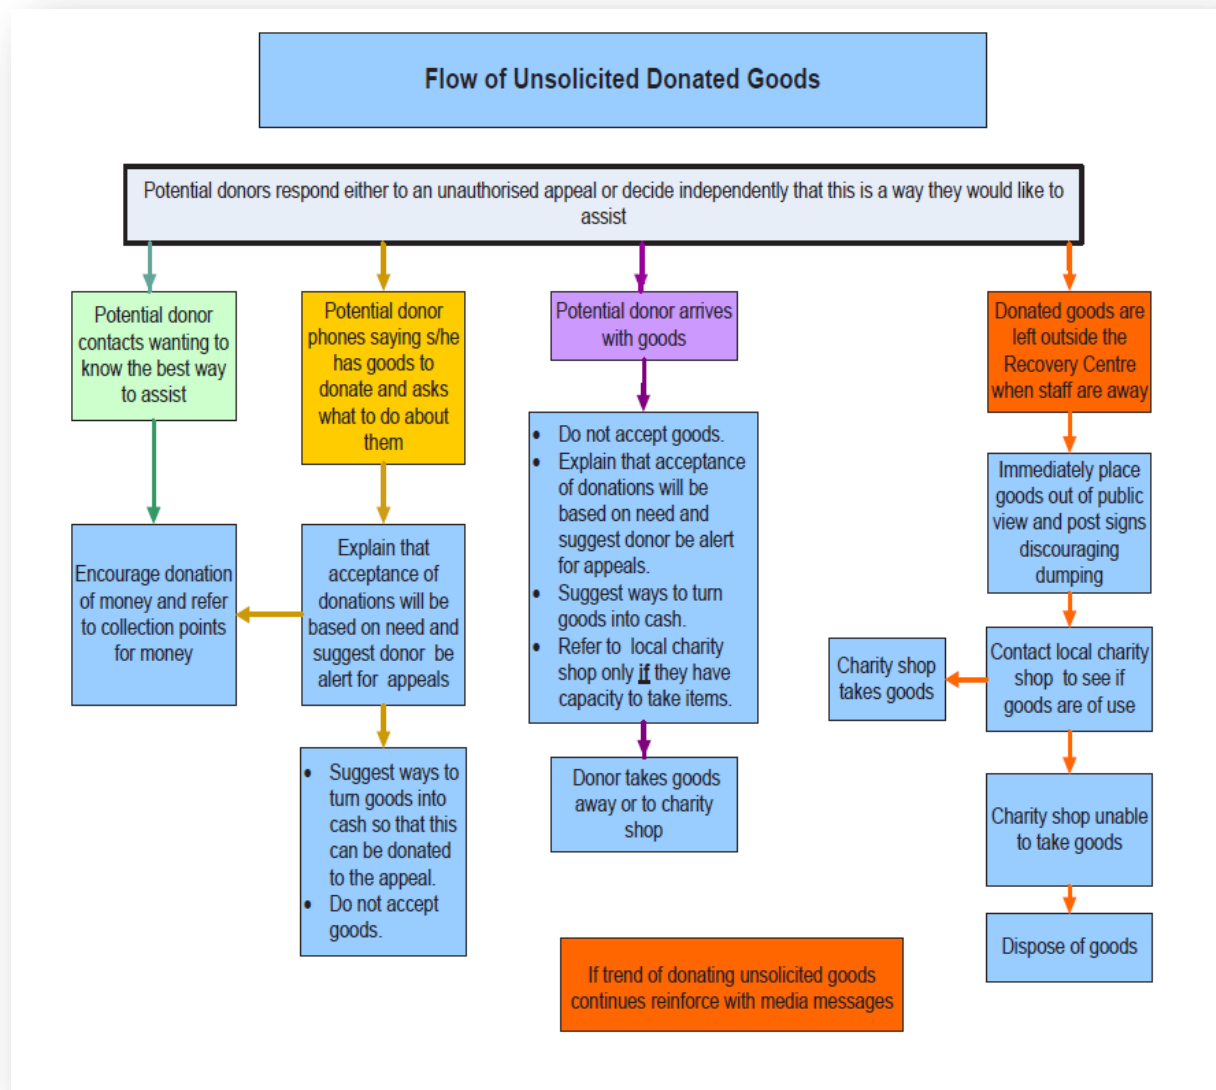 Flow of Unsolicited Donated Goods
Potential donors respond either to an unauthorised appeal or decide independently that this is a way they would like to
assist
Potential donor
contacts wanting to
know the best way
to assist
Encourage donation
of money and refer
to collection points
for money
Potential donor
phones saying s/he
has goods to
donate and asks
what to do about
them
Explain that
acceptance of
donations will be
based on need and
suggest donor be
alert for appeals
• Suggest ways to
turn goods into
cash so that this
can be donated
to the appeal.
• Do not accept
goods.
Potential donor arrives
with goods
• Do not accept goods.
• Explain that acceptance
of donations will be
based on need and
suggest donor be alert
for appeals.
• Suggest ways to turn
goods into cash.
• Refer to local charity
shop only if they have
capacity to take items.
Donor takes goods
away or to charity
shop
Donated goods are
left outside the
Recovery Centre
when staff are away
Immediately place
goods out of public
view and post signs
discouraging
dumping
Contact local charity
shop to see if
goods are of use
Charity shop
takes goods
Charity shop unable
to take goods
Dispose of goods
If trend of donating unsolicited goods
continues reinforce with media messages